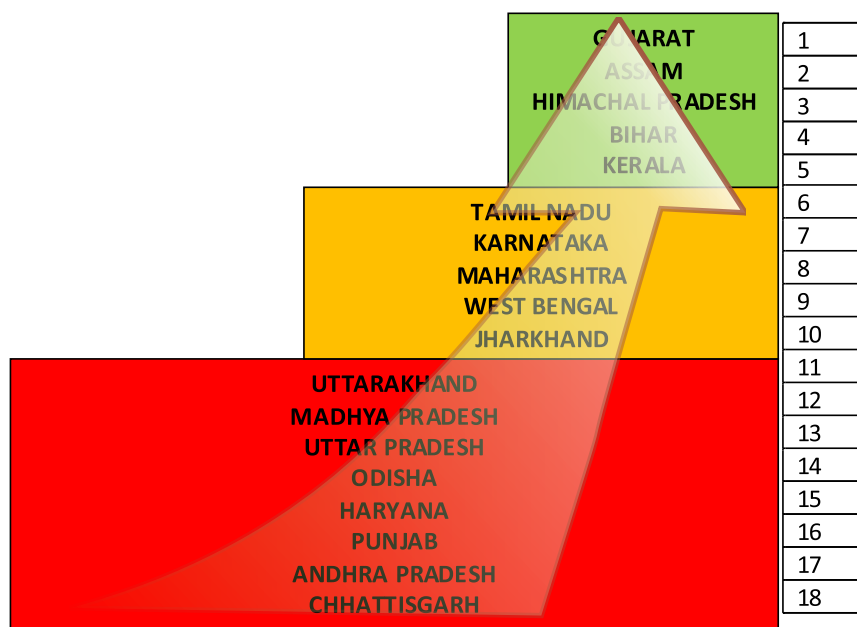 GUJARAT 1
ASSAM 2
HIMACHAL PRADESH 3
BIHAR 4
KERALA 5
TAMIL NADU 6
KARNATAKA 7
MAHARASHTRA 8
WEST BENGAL 9
JHARKHAND 10
UTTARAKHAND 11
MADHYA PRADESH 12
UTTAR PRADESH 13
ODISHA 14
HARYANA 15
PUNJAB 16
ANDHRA PRADESH 17
CHHATTISGARH 18